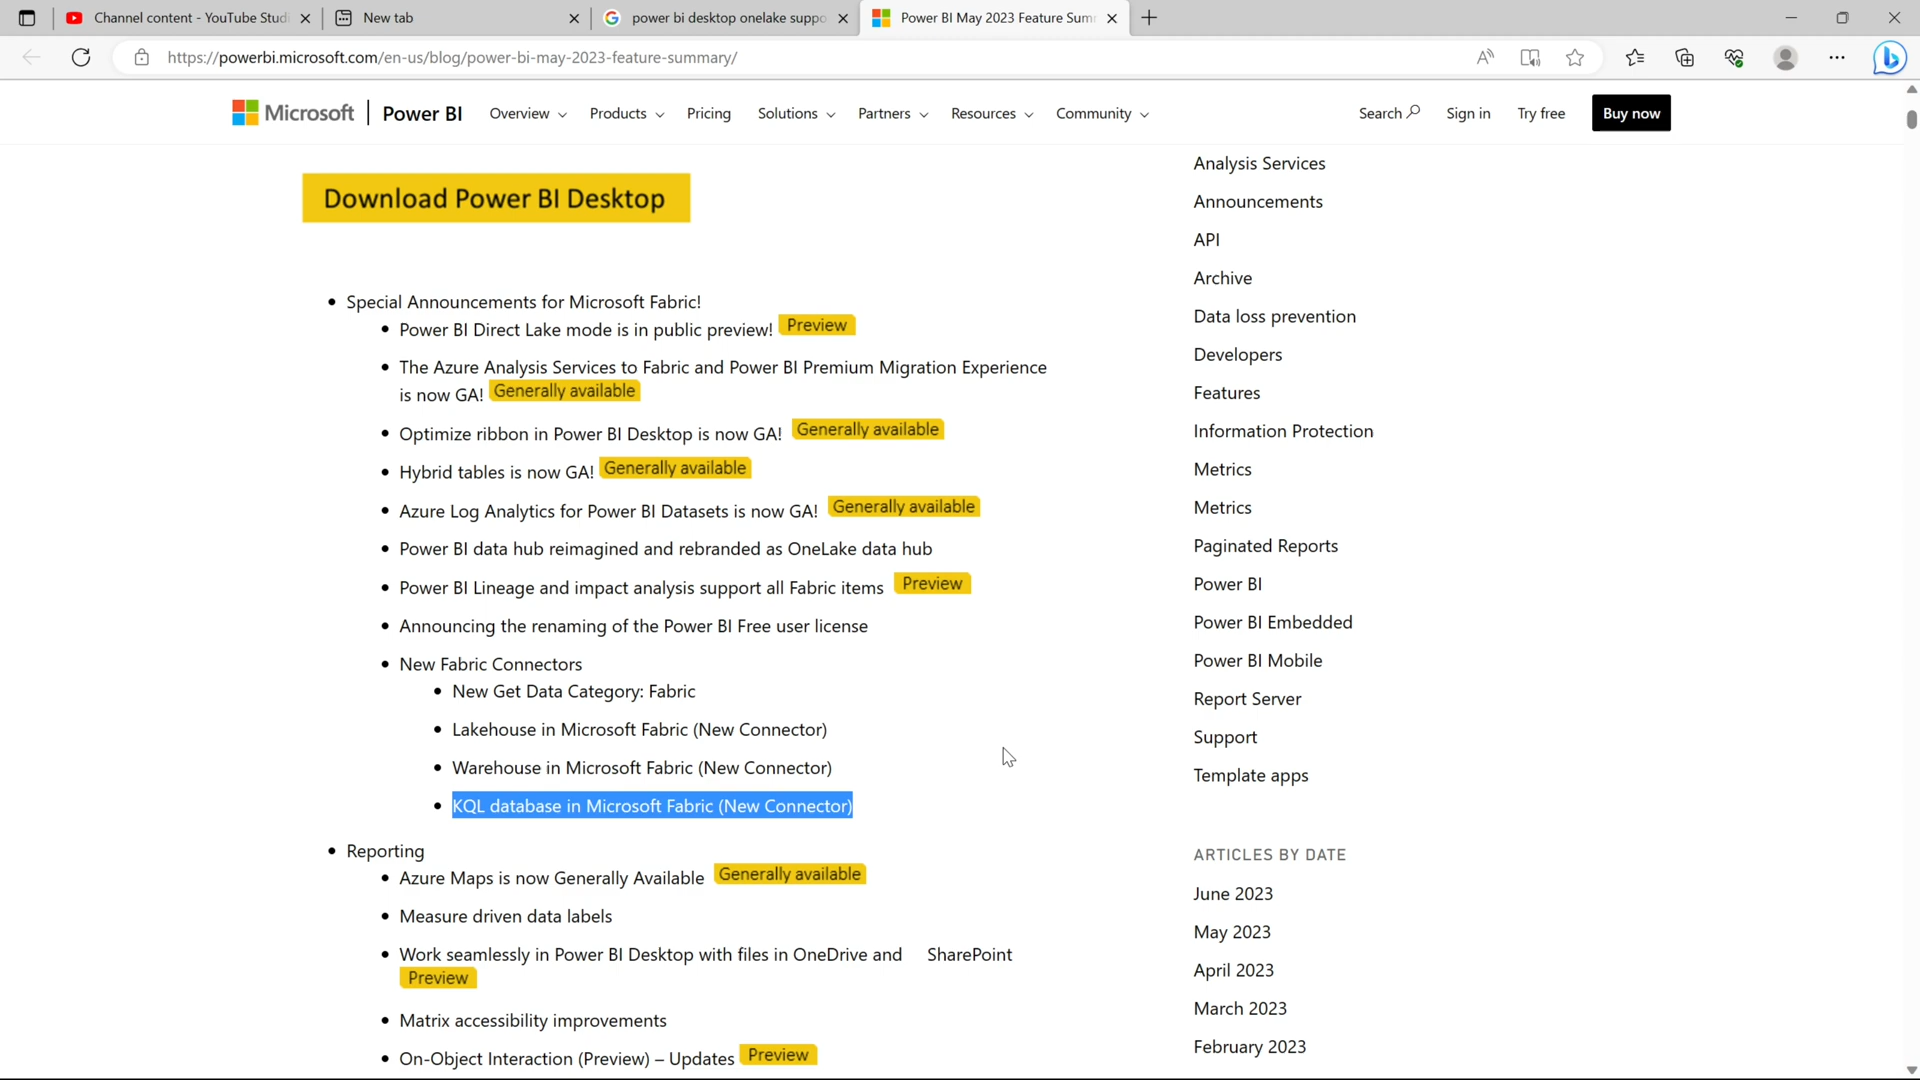 Channel content - YouTube Studi
New tab
power bi desktop onelake suppo
Power BI May 2023 Feature Sum
https://powerbi.microsoft.com/en-us/blog/power-bi-may-2023-feature-summary/
Microsoft | Power BI Overview Products Pricing Solutions Partners Resources Community Search Sign in Try free Buy now
Download Power BI Desktop
Special Announcements for Microsoft Fabric!
Power BI Direct Lake mode is in public preview! Preview
The Azure Analysis Services to Fabric and Power BI Premium Migration Experience
is now GA! Generally available
Optimize ribbon in Power BI Desktop is now GA! Generally available
Hybrid tables is now GA! Generally available
Azure Log Analytics for Power BI Datasets is now GA! Generally available
Power BI data hub reimagined and rebranded as OneLake data hub
Power BI Lineage and impact analysis support all Fabric items Preview
Announcing the renaming of the Power BI Free user license
New Fabric Connectors
New Get Data Category: Fabric
Lakehouse in Microsoft Fabric (New Connector)
Warehouse in Microsoft Fabric (New Connector)
KQL database in Microsoft Fabric (New Connector)
Reporting
Azure Maps is now Generally Available Generally available
Measure driven data labels
Work seamlessly in Power BI Desktop with files in OneDrive and SharePoint
Preview
Matrix accessibility improvements
On-Object Interaction (Preview) – Updates Preview
Analysis Services
Announcements
API
Archive
Data loss prevention
Developers
Features
Information Protection
Metrics
Metrics
Paginated Reports
Power BI
Power BI Embedded
Power BI Mobile
Report Server
Support
Template apps
ARTICLES BY DATE
June 2023
May 2023
April 2023
March 2023
February 2023